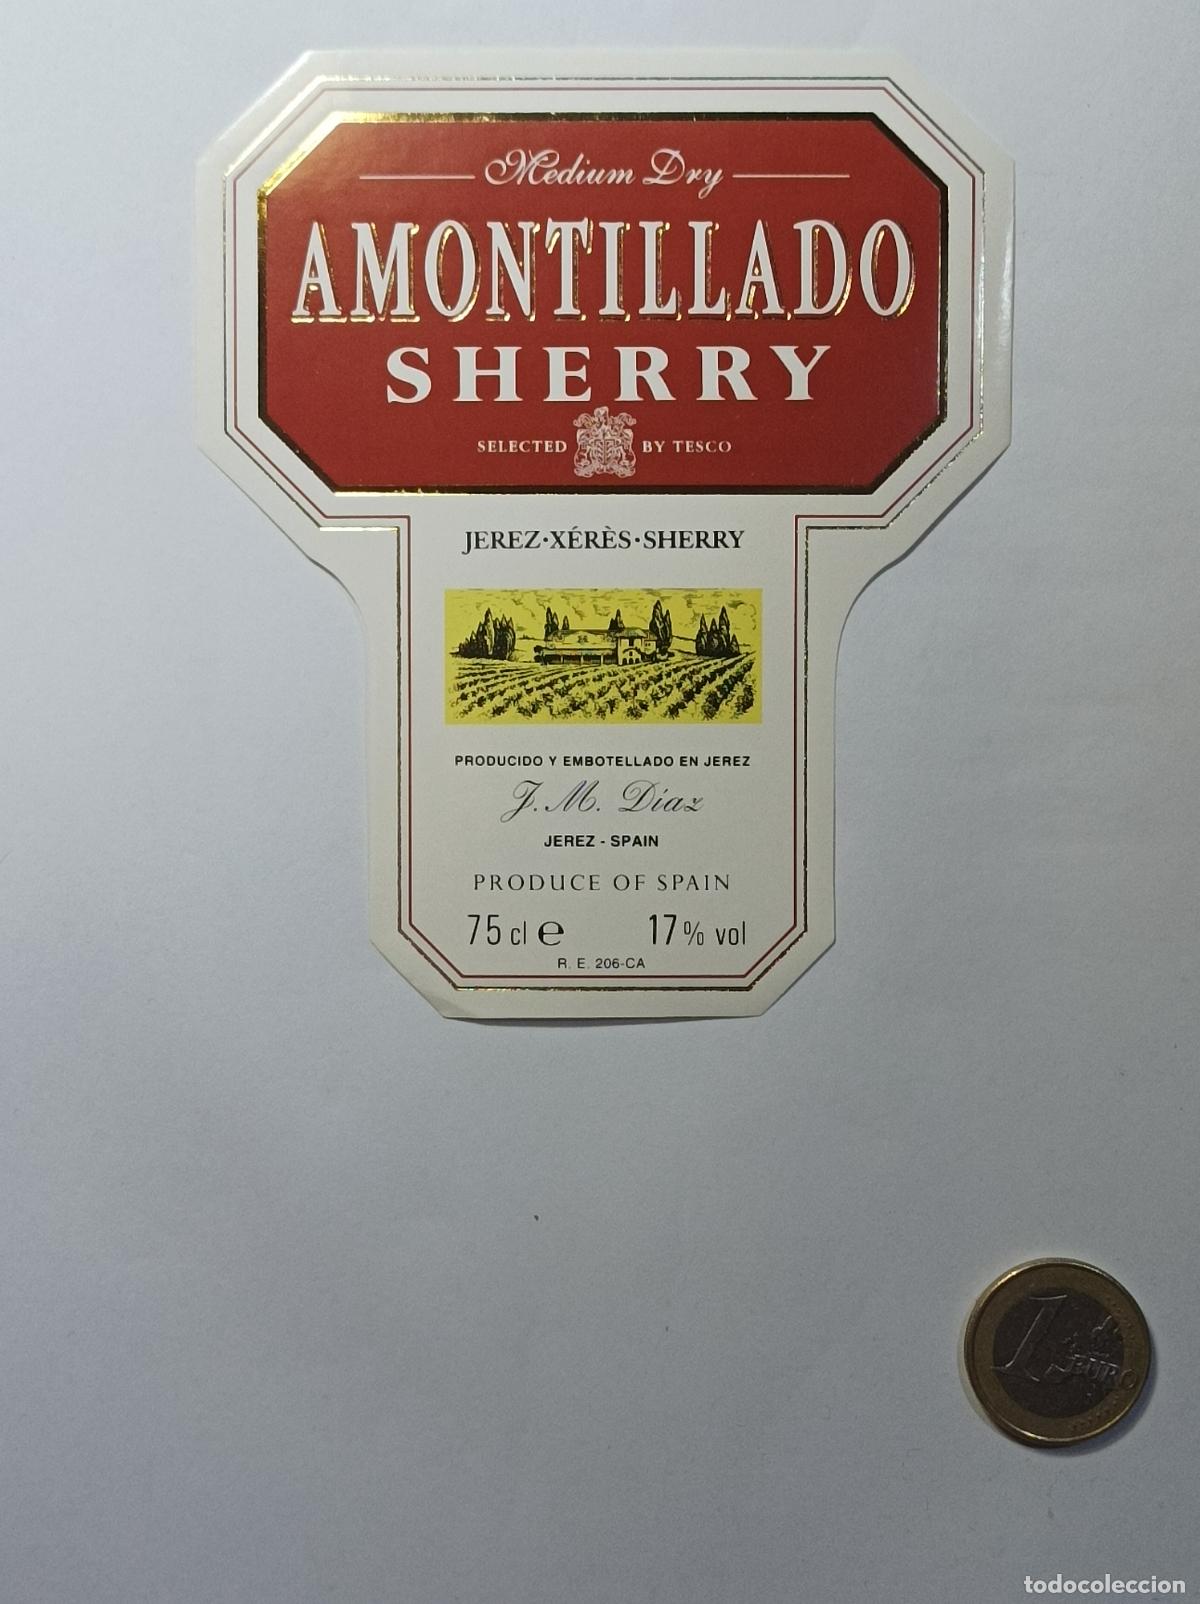 Medium Dry
AMONTILLADO
SHERRY
SELECTED BY TESCO
JEREZ·XÉRÈS·SHERRY
PRODUCIDO Y EMBOTELLADO EN JEREZ
J. M. Díaz
JEREZ - SPAIN
PRODUCE OF SPAIN
75 cl ℮ 17% vol
R. E. 206-CA
1 EURO
todocoleccion